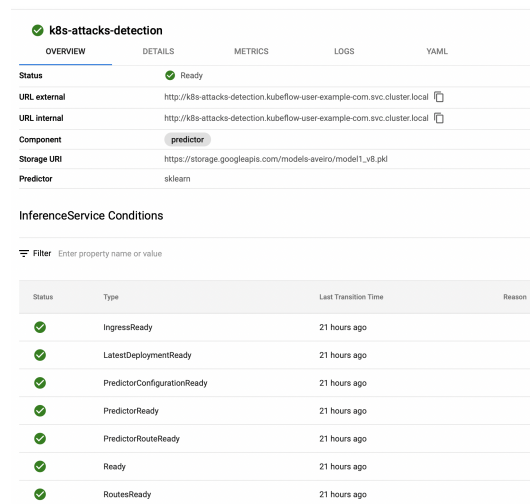 k8s-attacks-detection
OVERVIEW DETAILS METRICS LOGS YAML
Status Ready
URL external http://k8s-attacks-detection.kubeflow-user-example-com.svc.cluster.local
URL internal http://k8s-attacks-detection.kubeflow-user-example-com.svc.cluster.local
Component predictor
Storage URI https://storage.googleapis.com/models-aveiro/model1_v8.pkl
Predictor sklearn
InferenceService Conditions
Filter Enter property name or value
Status Type Last Transition Time Reason
IngressReady 21 hours ago
LatestDeploymentReady 21 hours ago
PredictorConfigurationReady 21 hours ago
PredictorReady 21 hours ago
PredictorRouteReady 21 hours ago
Ready 21 hours ago
RoutesReady 21 hours ago